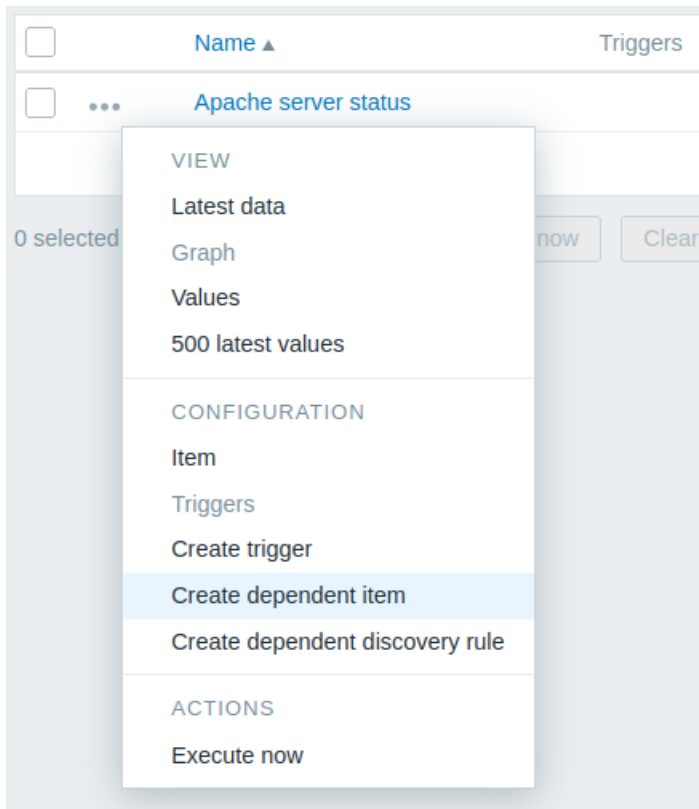 Name ▲ Triggers
Apache server status
VIEW
Latest data
0 selected now Clear
Graph
Values
500 latest values
CONFIGURATION
Item
Triggers
Create trigger
Create dependent item
Create dependent discovery rule
ACTIONS
Execute now